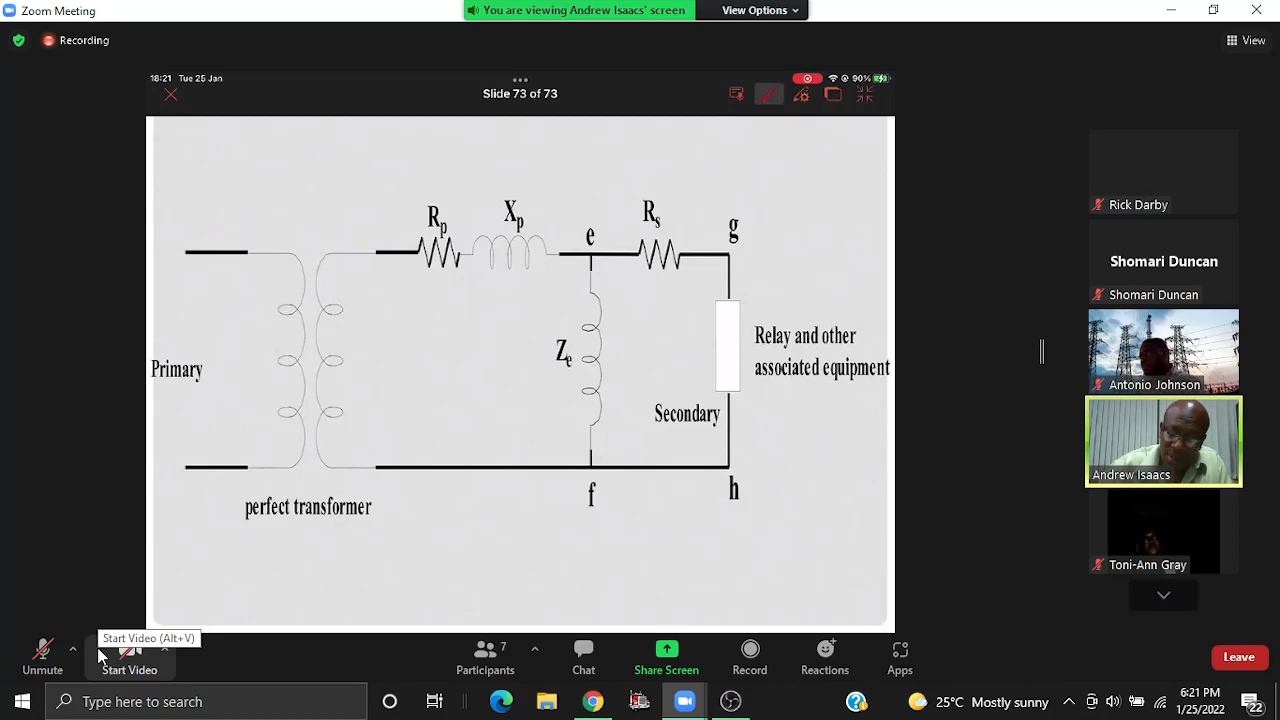 Zoom Meeting
You are viewing Andrew Isaacs' screen
View Options
Recording
View
18:21 Tue 25 Jan
90%
Slide 73 of 73
Rp
Xp
e
Rs
g
Ze
Primary
Relay and other
associated equipment
Secondary
perfect transformer
f
h
Rick Darby
Shomari Duncan
Shomari Duncan
Antonio Johnson
Andrew Isaacs
Toni-Ann Gray
Start Video (Alt+V)
Unmute
Start Video
Participants
7
Chat
Share Screen
Record
Reactions
Apps
Leave
Type here to search
25°C Mostly sunny
6:21 PM
1/25/2022
22